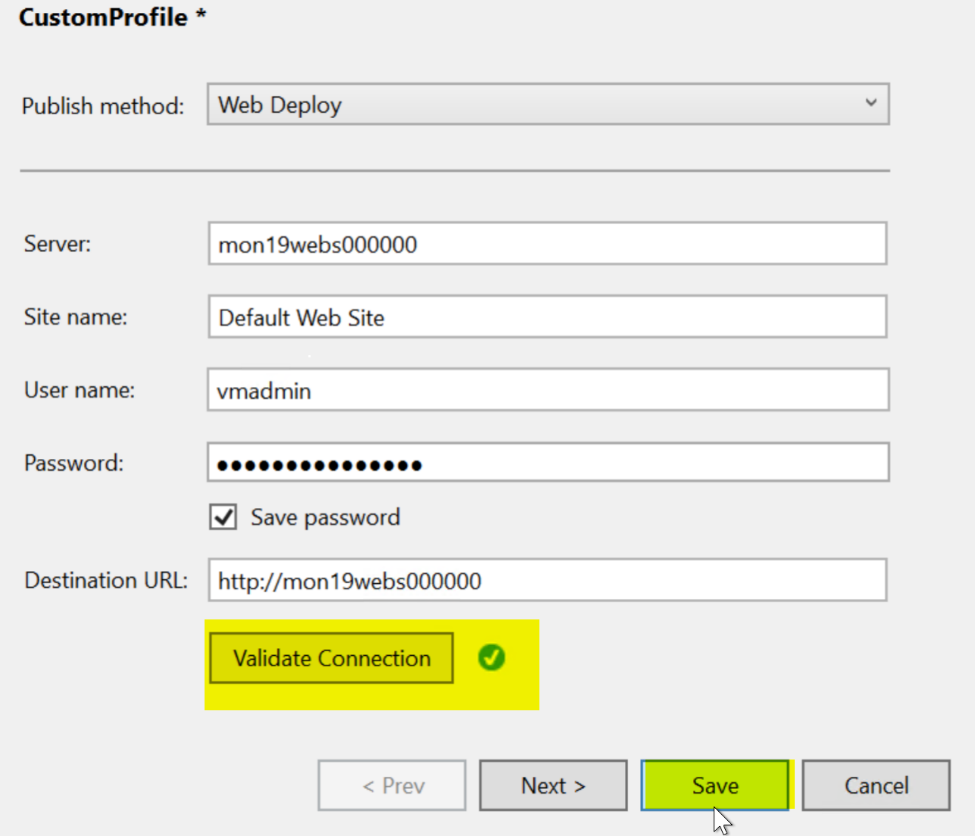 CustomProfile *
Publish method: Web Deploy
Server: mon19webs000000
Site name: Default Web Site
User name: vmadmin
Password: ●●●●●●●●●●●●●●●
Save password
Destination URL: http://mon19webs000000
Validate Connection
< Prev Next > Save Cancel